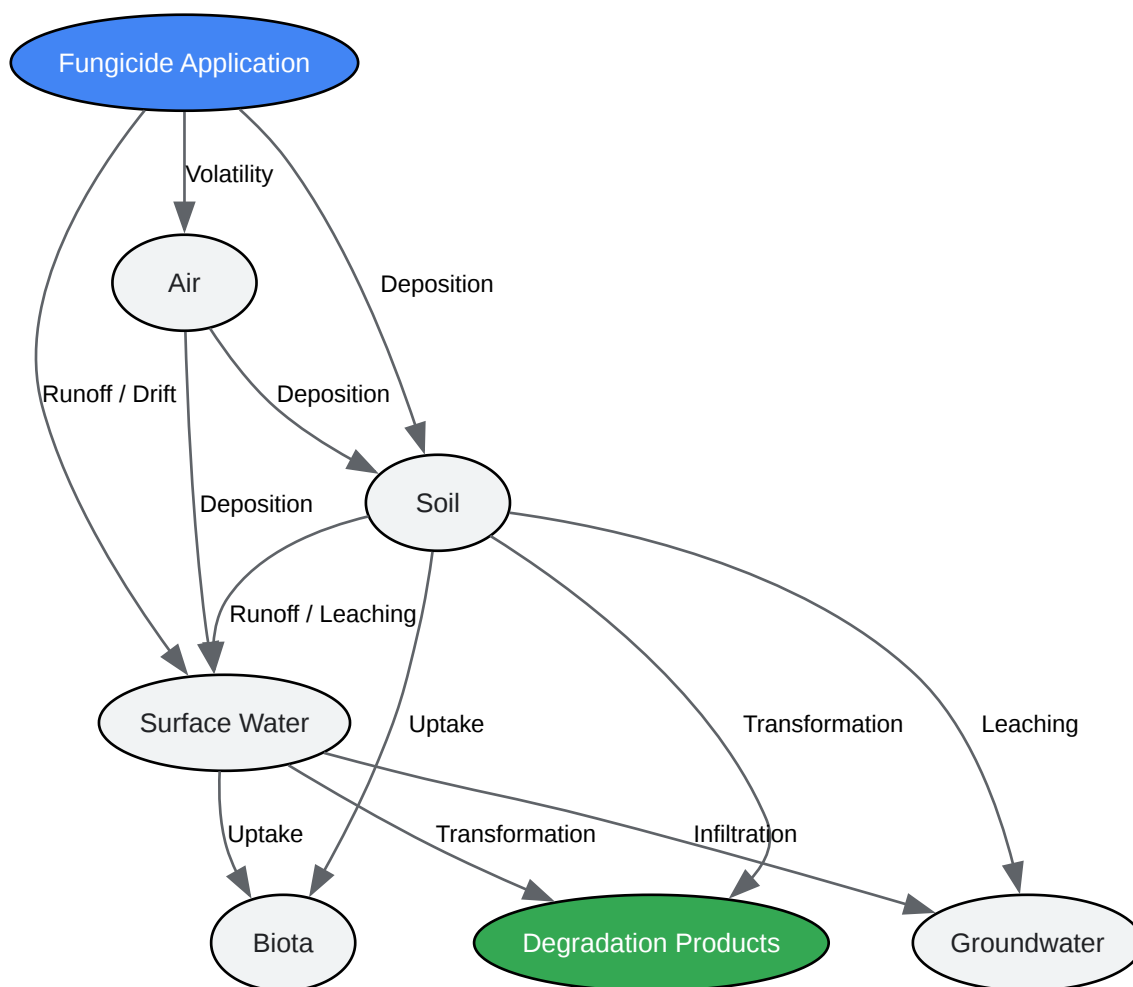 Fungicide Application
Volatility
Air
Deposition
Runoff / Drift
Deposition
Deposition
Soil
Runoff / Leaching
Surface Water
Uptake
Transformation
Leaching
Uptake
Transformation
Infiltration
Biota
Degradation Products
Groundwater